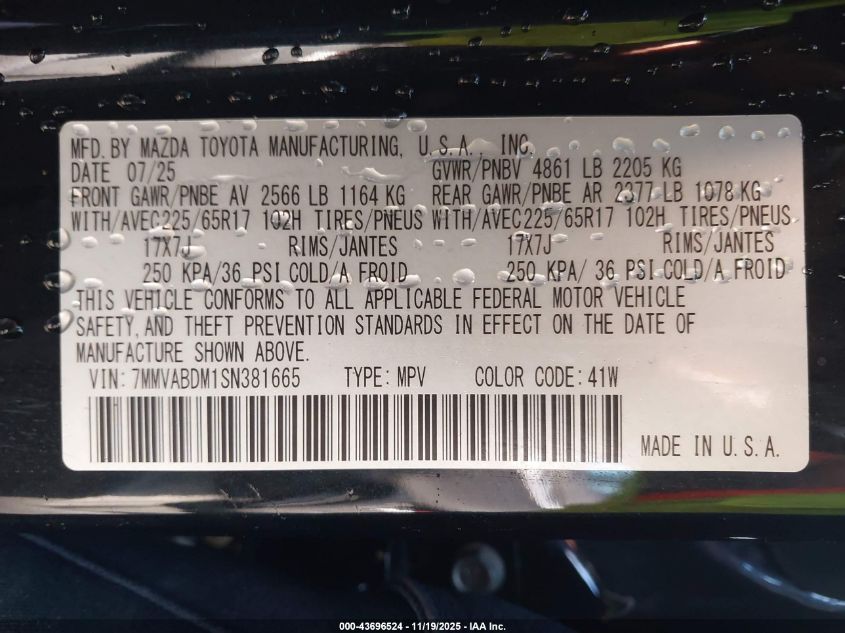 MFD. BY MAZDA TOYOTA MANUFACTURING, U.S.A. INC.
DATE 07/25 GVWR/PNBV 4861 LB 2205 KG
FRONT GAWR/PNBE AV 2566 LB 1164 KG REAR GAWR/PNBE AR 2377 LB 1078 KG
WITH/AVEC 225/65R17 102H TIRES/PNEUS WITH/AVEC 225/65R17 102H TIRES/PNEUS
17X7J RIMS/JANTES 17X7J RIMS/JANTES
250 KPA/36 PSI COLD/A FROID 250 KPA/ 36 PSI COLD/A FROID
THIS VEHICLE CONFORMS TO ALL APPLICABLE FEDERAL MOTOR VEHICLE
SAFETY, AND THEFT PREVENTION STANDARDS IN EFFECT ON THE DATE OF
MANUFACTURE SHOWN ABOVE.
VIN: 7MMVABDM1SN381665 TYPE: MPV COLOR CODE: 41W
MADE IN U.S.A.
000-43696524 - 11/19/2025 - IAA Inc.